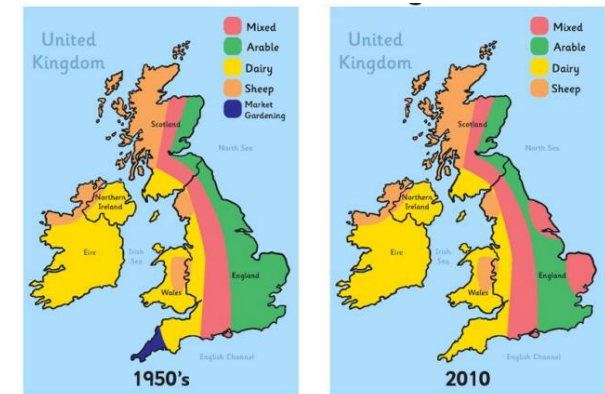 United
Kingdom
Mixed
Arable
Dairy
Sheep
Market
Gardening
Scotland
North Sea
Northern
Ireland
Eire
Irish
Sea
England
Wales
English Channel
1950's
United
Kingdom
Mixed
Arable
Dairy
Sheep
Scotland
North Sea
Northern
Ireland
Eire
Irish
Sea
England
Wales
English Channel
2010